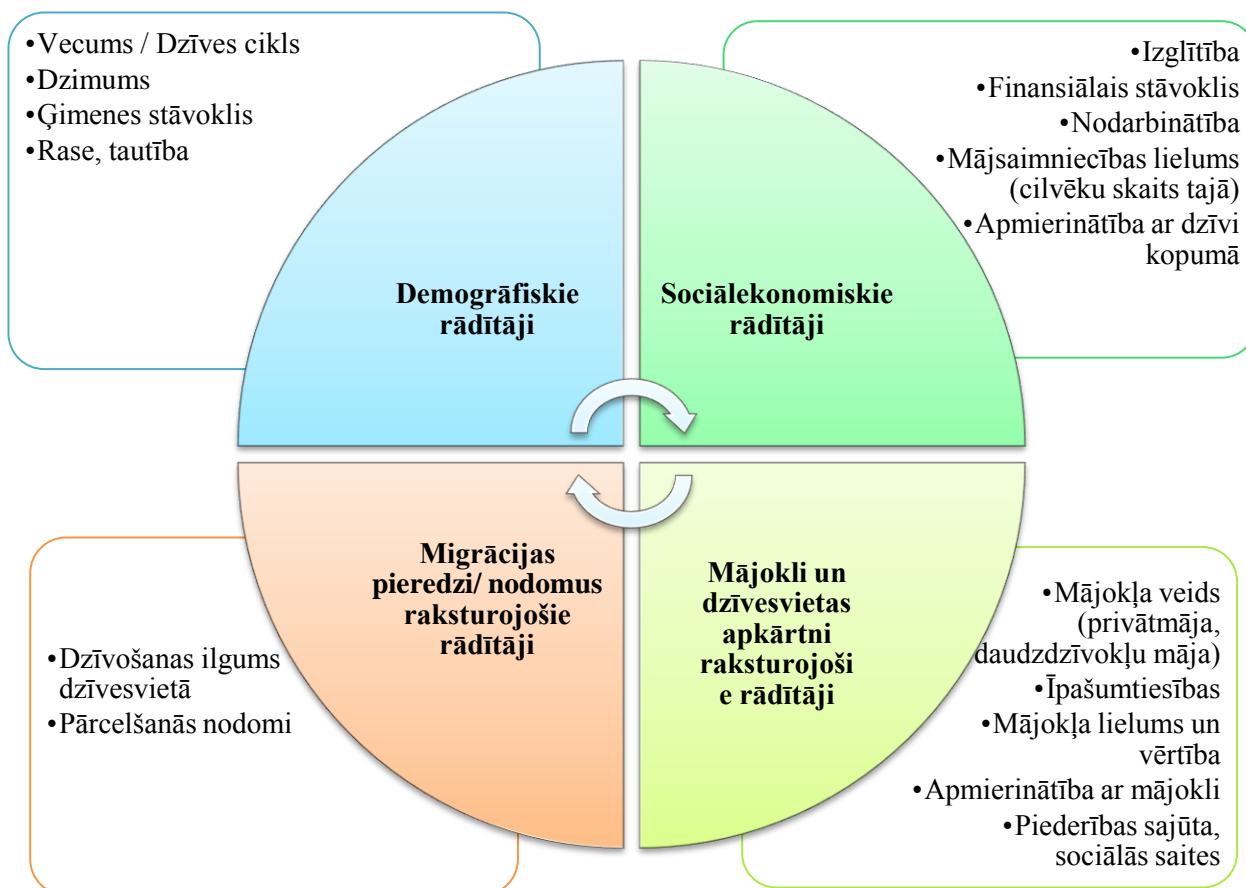 •Vecums / Dzīves cikls
•Dzimums
•Ģimenes stāvoklis
•Rase, tautība
•Izglītība
•Finansiālais stāvoklis
•Nodarbinātība
•Mājsaimniecības lielums
(cilvēku skaits tajā)
•Apmierinātība ar dzīvi
kopumā
Demogrāfiskie
rādītāji
Sociālekonomiskie
rādītāji
Migrācijas
pieredzi/ nodomus
raksturojošie
rādītāji
Mājokli un
dzīvesvietas
apkārtni
raksturojoši
e rādītāji
•Dzīvošanas ilgums
dzīvesvietā
•Pārcelšanās nodomi
•Mājokļa veids
(privātmāja,
daudzdzīvokļu māja)
•Īpašumtiesības
•Mājokļa lielums un
vērtība
•Apmierinātība ar mājokli
•Piederības sajūta,
sociālās saites